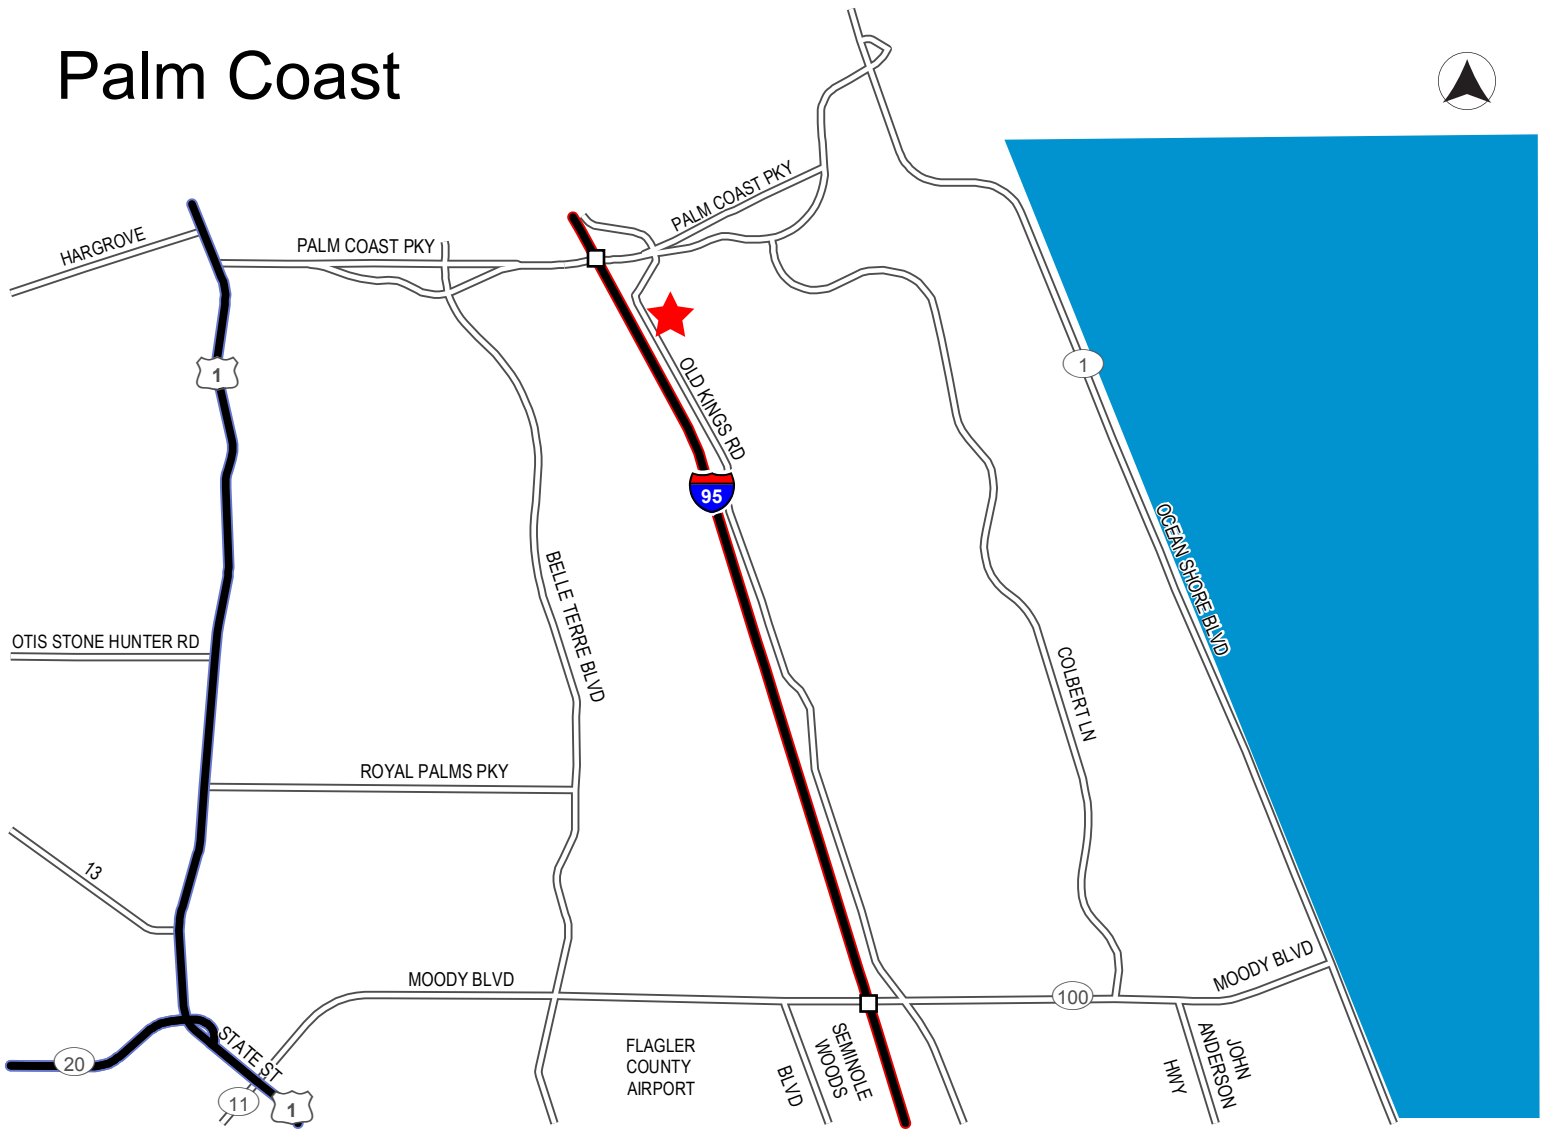 Palm Coast
PALM COAST PKY
HARGROVE
PALM COAST PKY
1
1
OLD KINGS RD
95
OCEAN SHORE BLVD
BELLE TERRE BLVD
OTIS STONE HUNTER RD
COLBERT LN
ROYAL PALMS PKY
13
MOODY BLVD
MOODY BLVD
100
STATE ST
20
11
1
FLAGLER
COUNTY
AIRPORT
SEMINOLE
WOODS
BLVD
JOHN
ANDERSON
HWY